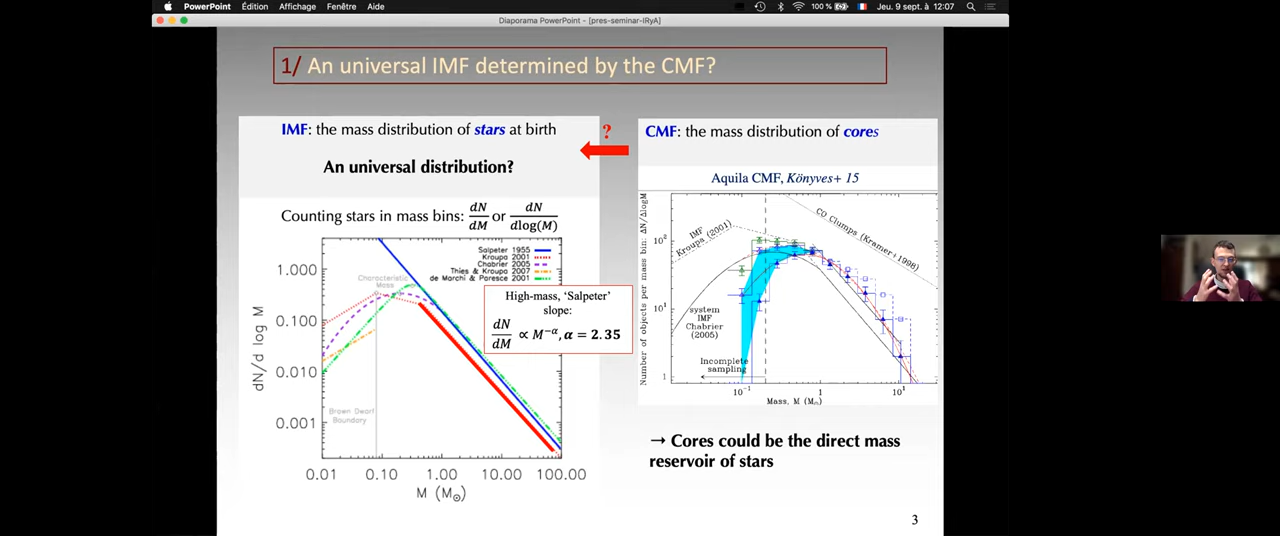 PowerPoint Édition Affichage Fenêtre Aide 100 % Jeu. 9 sept. à 12:07
Diaporama PowerPoint - [pres-seminar-IRyA]
1/ An universal IMF determined by the CMF?
IMF: the mass distribution of stars at birth
An universal distribution?
Counting stars in mass bins: dN/dM or dN/dlog(M)
dN/d log M
1.000
0.100
0.010
0.001
Salpeter 1955
Kroupa 2001
Chabrier 2005
Thies & Kroupa 2007
de Marchi & Paresce 2001
Characteristic
Mass
Brown Dwarf
Boundary
0.01 0.10 1.00 10.00 100.00
M (M⊙)
High-mass, 'Salpeter'
slope:
dN/dM ∝ M^−α, α = 2.35
?
CMF: the mass distribution of cores
Aquila CMF, Könyves+ 15
Number of objects per mass bin: ΔN/ΔlogM
10²
10¹
1
IMF
Kroupa (2001)
CO Clumps (Kramer+1998)
system
IMF
Chabrier
(2005)
Incomplete
sampling
10⁻¹ 1 10¹
Mass, M (M⊙)
→ Cores could be the direct mass
reservoir of stars
3